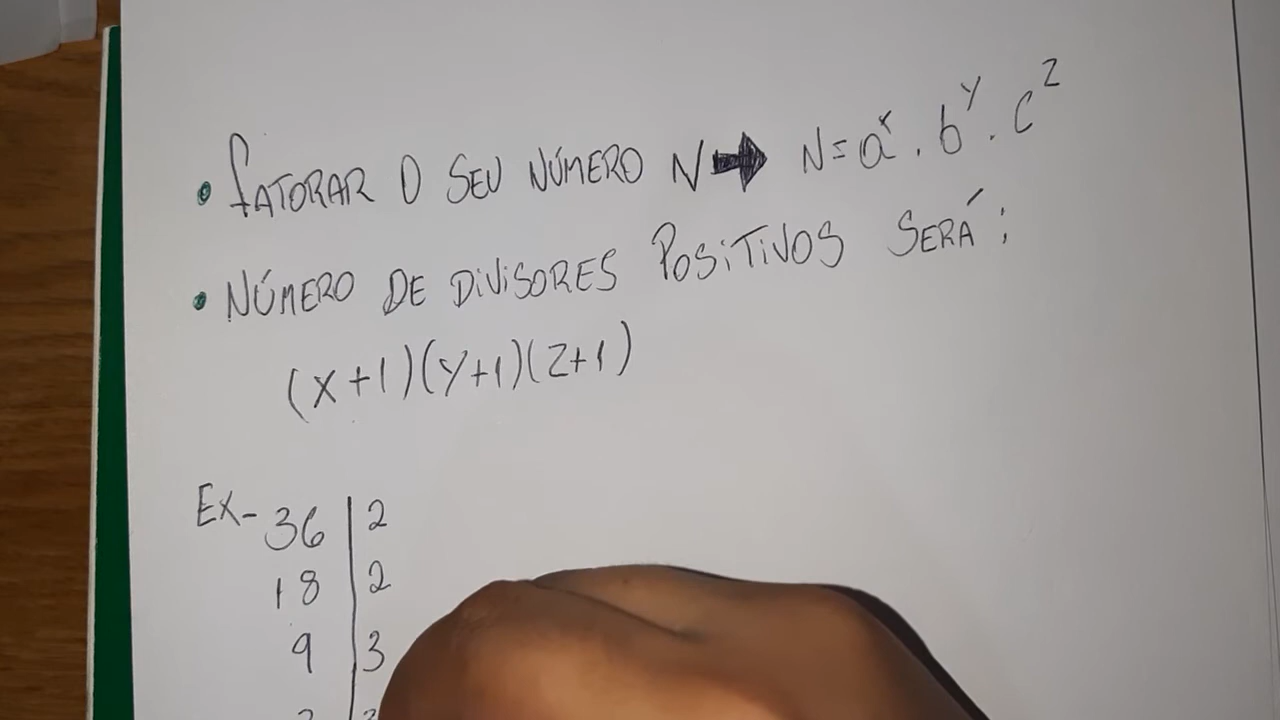 • FATORAR O SEU NÚMERO N → N = a^x . b^y . c^z
• NÚMERO DE DIVISORES POSITIVOS SERÁ:
(x+1)(y+1)(z+1)
EX- 36 | 2
18 | 2
9 | 3